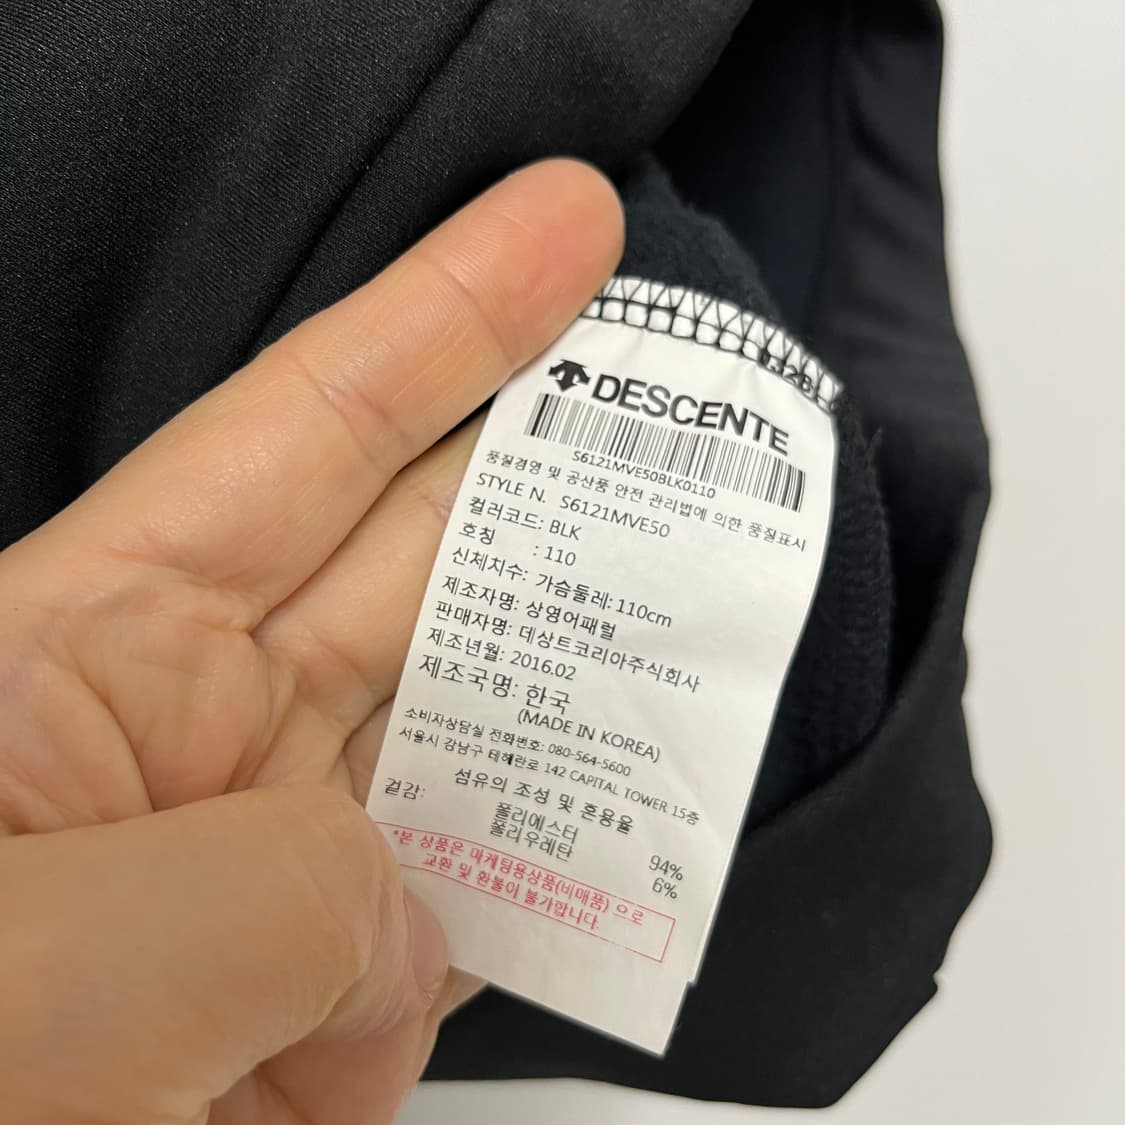 DESCENTE
S6121MVE50BLK0110
품질경영 및 공산품 안전 관리법에 의한 품질표시
STYLE N. S6121MVE50
컬러코드: BLK
호칭 : 110
신체치수: 가슴둘레: 110cm
제조자명: 상영어패럴
판매자명: 데상트코리아주식회사
제조년월: 2016.02
제조국명: 한국
(MADE IN KOREA)
소비자상담실 전화번호: 080-564-5600
서울시 강남구 테헤란로 142 CAPITAL TOWER 15층
섬유의 조성 및 혼용율
겉감:
폴리에스터 94%
폴리우레탄 6%
*본 상품은 마케팅용상품(비매품) 으로
교환 및 환불이 불가합니다.